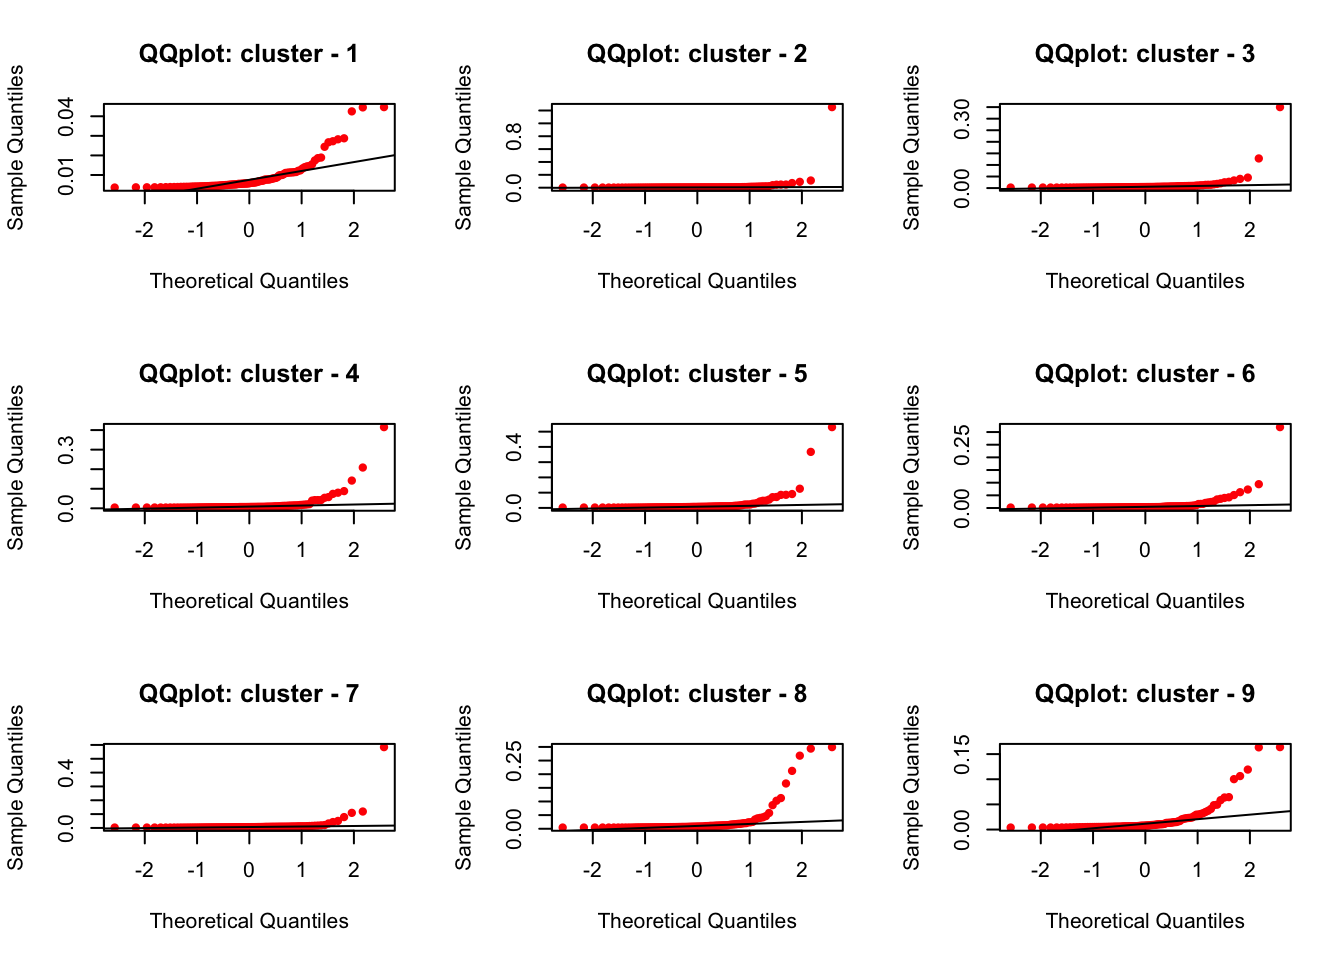 QQplot: cluster - 1
Sample Quantiles
0.01 0.04
-2 -1 0 1 2
Theoretical Quantiles
QQplot: cluster - 2
Sample Quantiles
0.0 0.8
-2 -1 0 1 2
Theoretical Quantiles
QQplot: cluster - 3
Sample Quantiles
0.00 0.30
-2 -1 0 1 2
Theoretical Quantiles
QQplot: cluster - 4
Sample Quantiles
0.0 0.3
-2 -1 0 1 2
Theoretical Quantiles
QQplot: cluster - 5
Sample Quantiles
0.0 0.4
-2 -1 0 1 2
Theoretical Quantiles
QQplot: cluster - 6
Sample Quantiles
0.00 0.25
-2 -1 0 1 2
Theoretical Quantiles
QQplot: cluster - 7
Sample Quantiles
0.0 0.4
-2 -1 0 1 2
Theoretical Quantiles
QQplot: cluster - 8
Sample Quantiles
0.00 0.25
-2 -1 0 1 2
Theoretical Quantiles
QQplot: cluster - 9
Sample Quantiles
0.00 0.15
-2 -1 0 1 2
Theoretical Quantiles